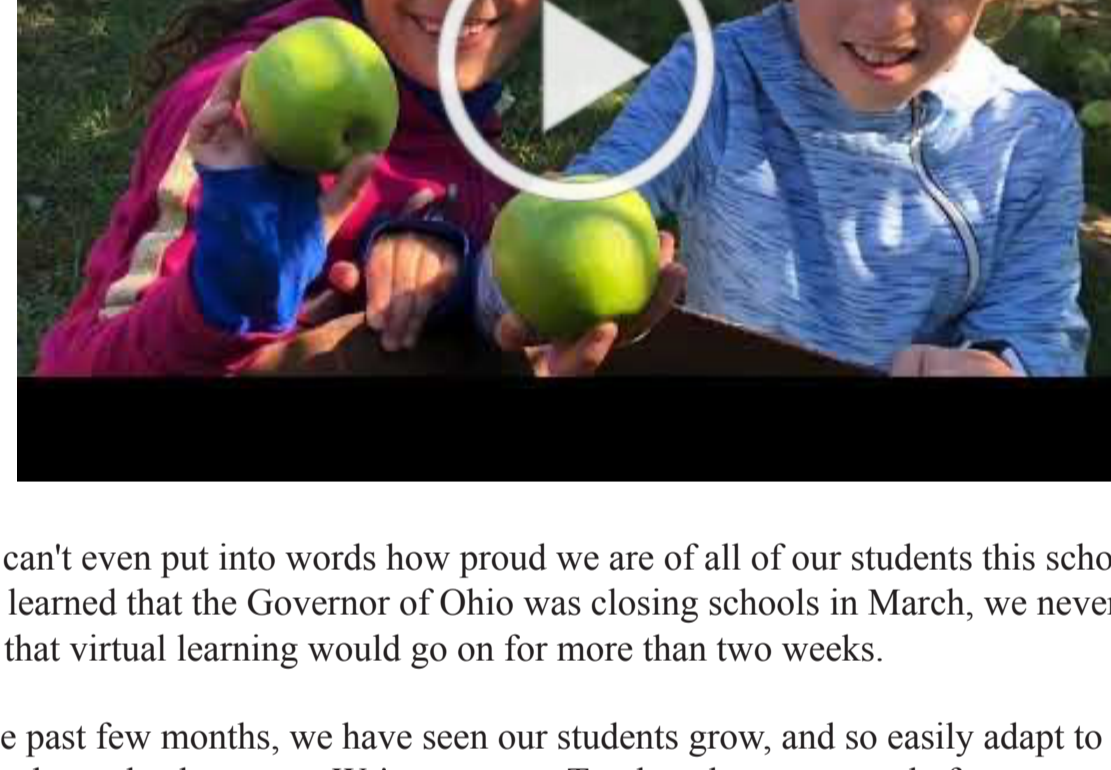 can't even put into words how proud we are of all of our students this scho
learned that the Governor of Ohio was closing schools in March, we never
that virtual learning would go on for more than two weeks.
e past few months, we have seen our students grow, and so easily adapt to